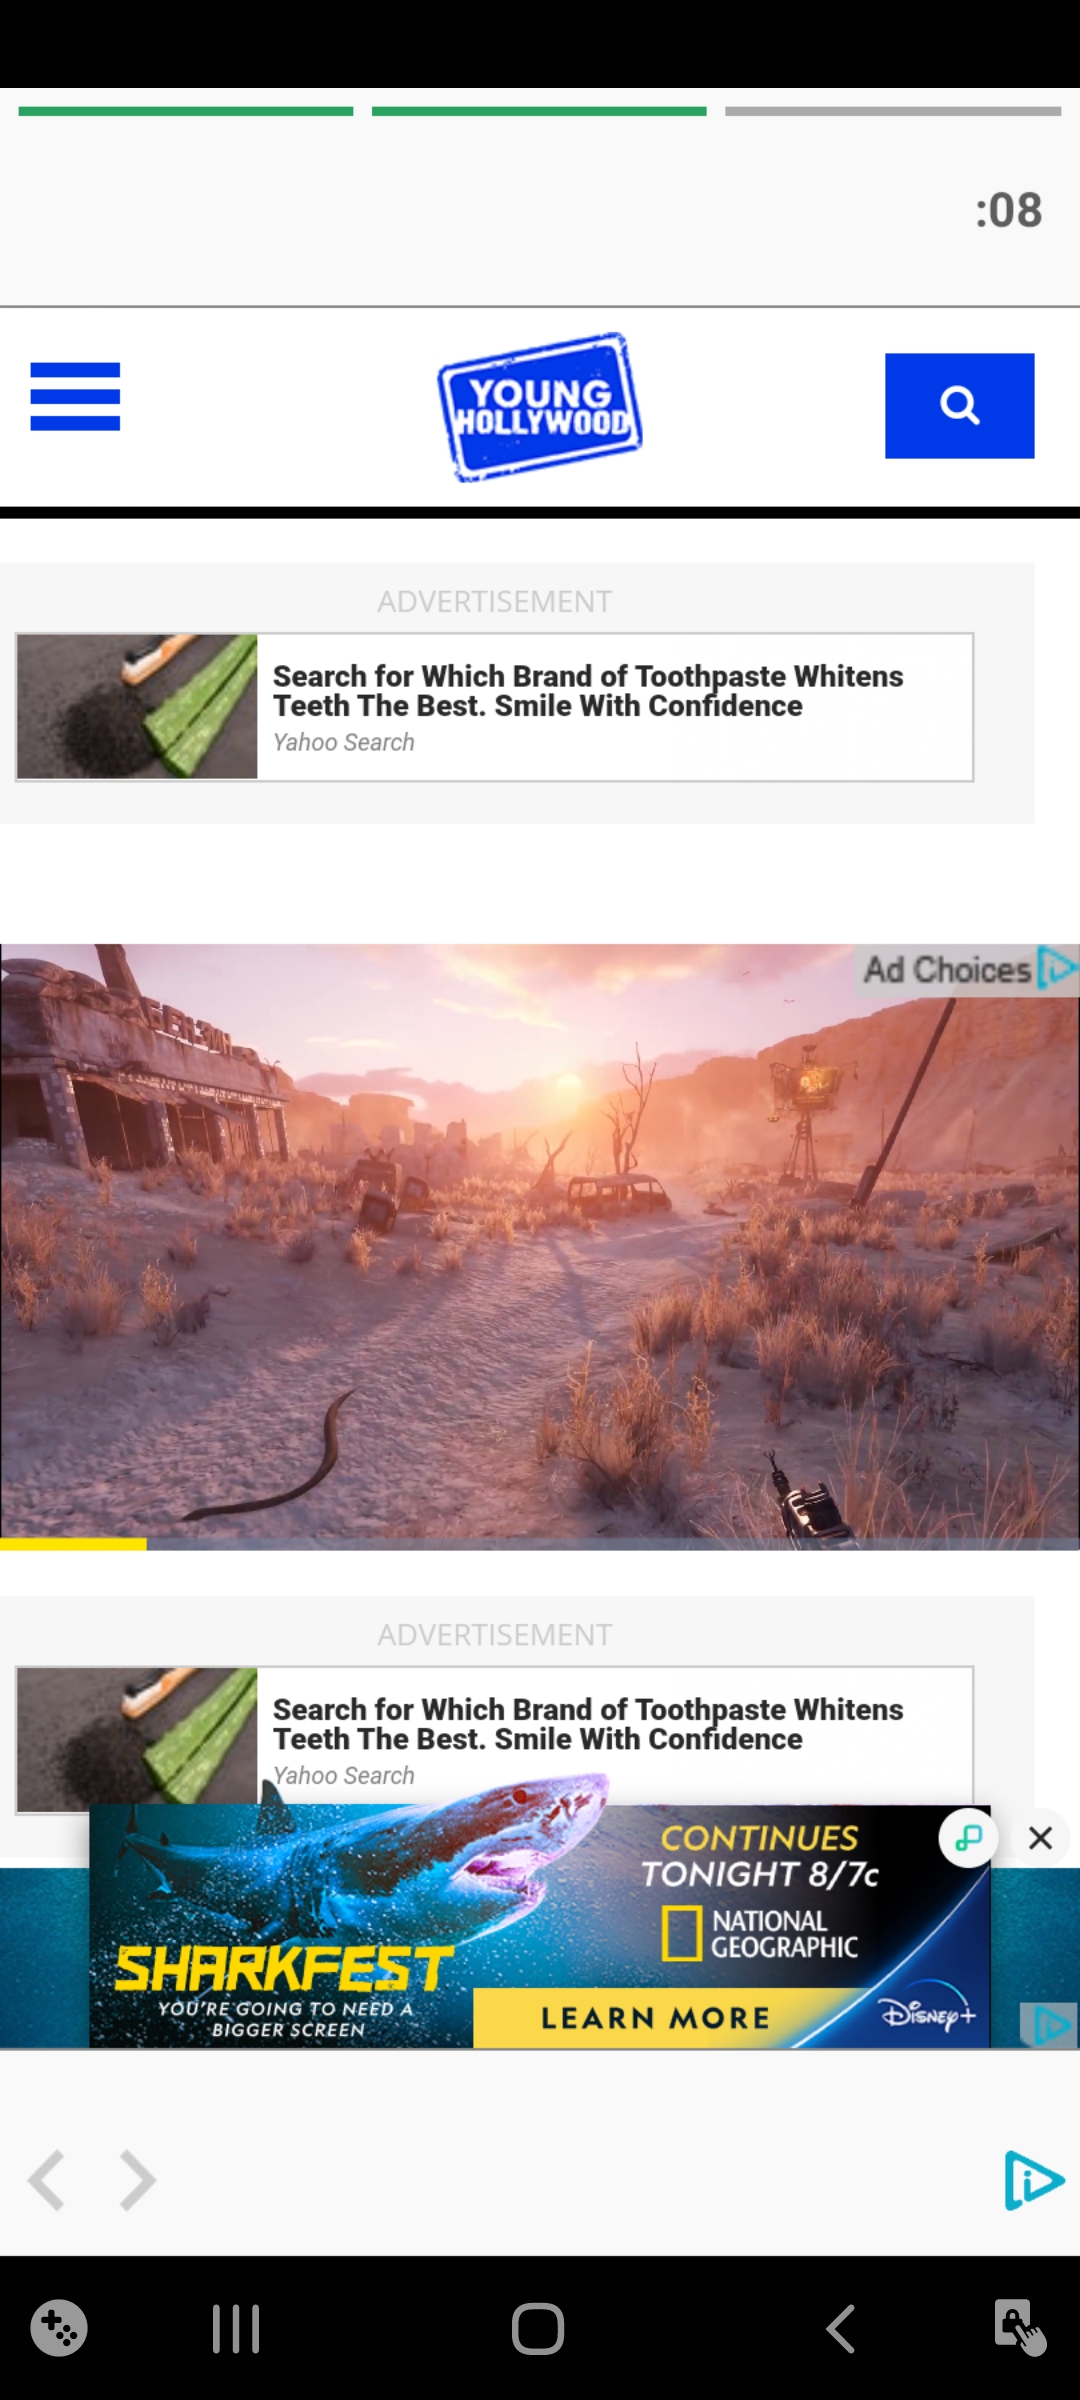 :08
YOUNG
HOLLYWOOD
ADVERTISEMENT
Search for Which Brand of Toothpaste Whitens
Teeth The Best. Smile With Confidence
Yahoo Search
Ad Choices
ADVERTISEMENT
Search for Which Brand of Toothpaste Whitens
Teeth The Best. Smile With Confidence
Yahoo Search
CONTINUES
TONIGHT 8/7c
NATIONAL
GEOGRAPHIC
SHARKFEST
YOU'RE GOING TO NEED A
BIGGER SCREEN
LEARN MORE
Disney+